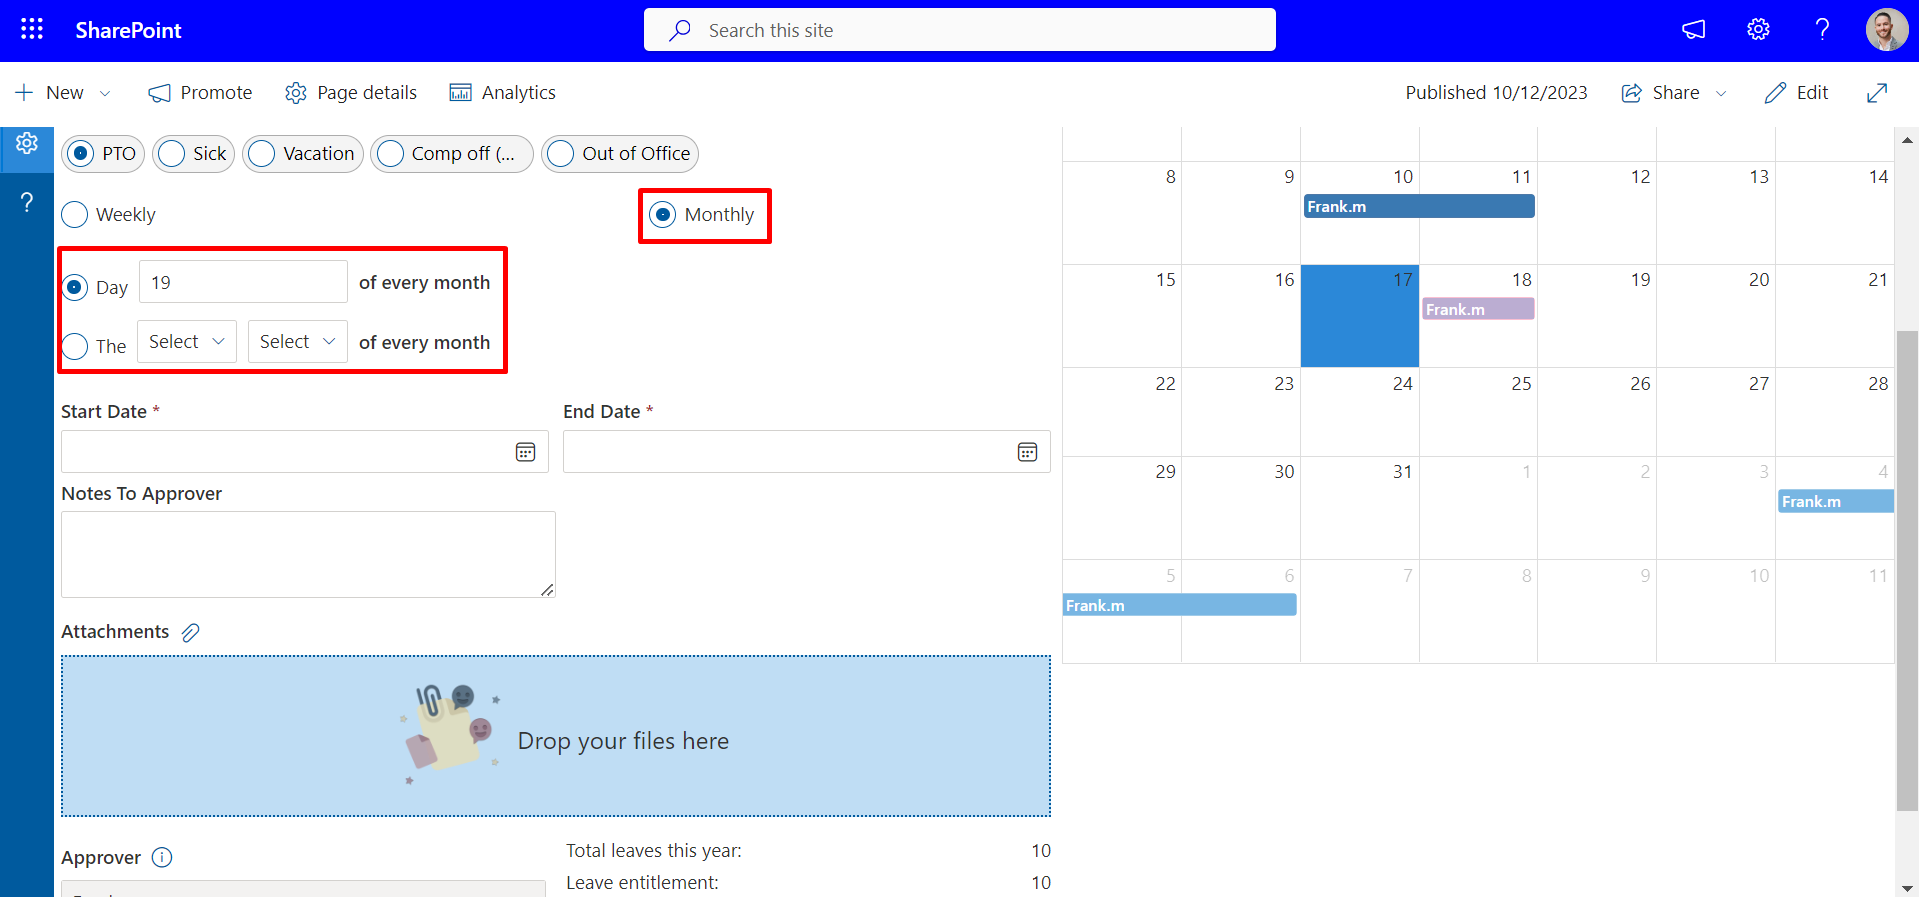 SharePoint
Search this site
?
New
Promote
Page details
Analytics
Published 10/12/2023
Share
Edit
?
PTO
Sick
Vacation
Comp off (...
Out of Office
Weekly
Monthly
Day 19 of every month
The Select Select of every month
Start Date *
End Date *
Notes To Approver
Attachments
Drop your files here
Approver
Total leaves this year: 10
Leave entitlement: 10
8 9 10 11 12 13 14
Frank.m
15 16 17 18 19 20 21
Frank.m
22 23 24 25 26 27 28
29 30 31 1 2 3 4
Frank.m
5 6 7 8 9 10 11
Frank.m